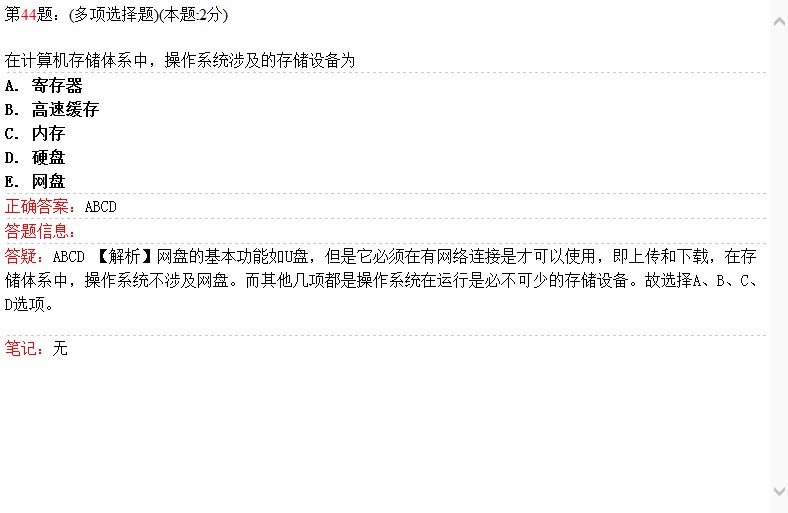 第44题：(多项选择题)(本题:2分)
在计算机存储体系中，操作系统涉及的存储设备为
A. 寄存器
B. 高速缓存
C. 内存
D. 硬盘
E. 网盘
正确答案：ABCD
答题信息：
答疑：ABCD 【解析】网盘的基本功能如U盘，但是它必须在有网络连接是才可以使用，即上传和下载，在存
储体系中，操作系统不涉及网盘。而其他几项都是操作系统在运行是必不可少的存储设备。故选择A、B、C、
D选项。
笔记：无